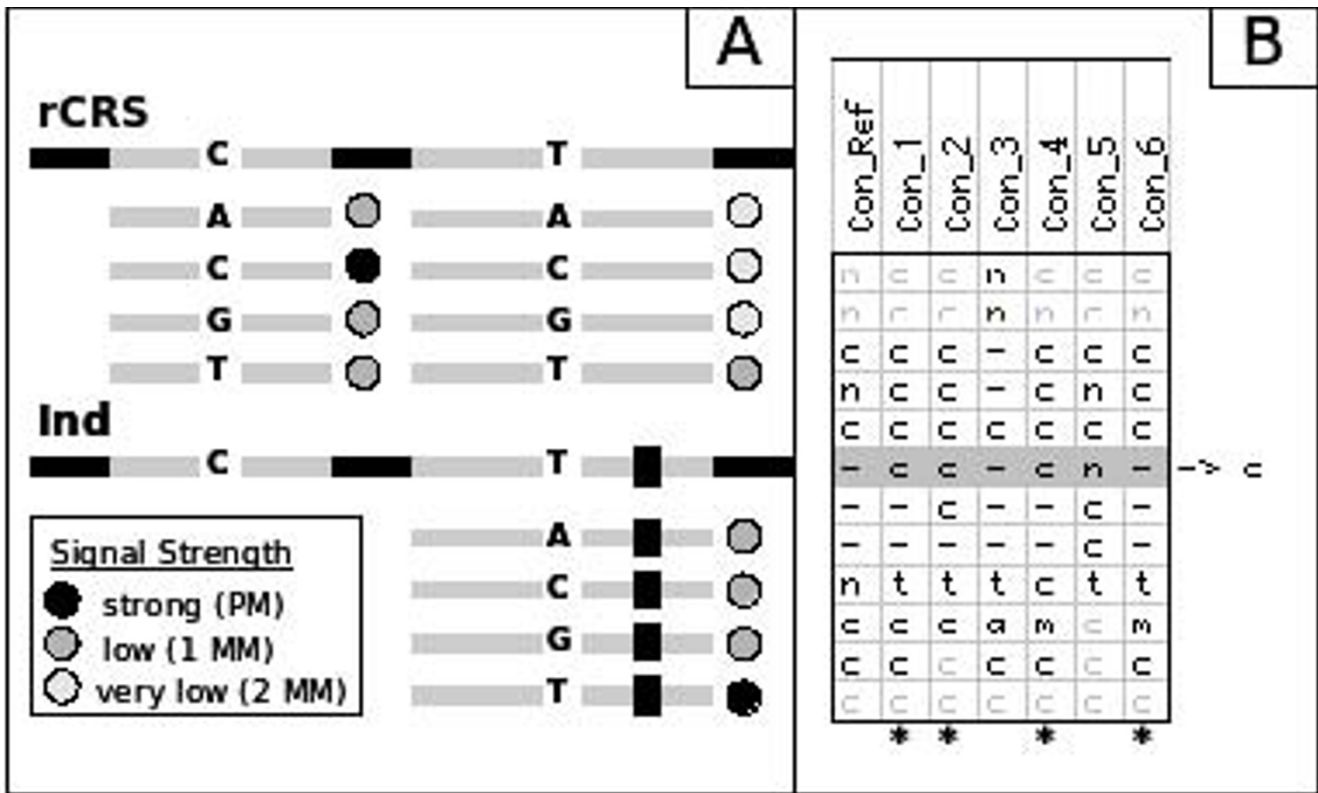 A
rCRS
C T
A A
C C
G G
T T
Ind
C T
A
C
G
T
Signal Strength
strong (PM)
low (1 MM)
very low (2 MM)
B
Con_Ref Con_1 Con_2 Con_3 Con_4 Con_5 Con_6
n c c n c c c
n c c n n c n
c c c - c c c
n c c - c n c
c c c c c c c
- c c - c n - -> c
- - c - - c -
- - - - - c -
n t t t c t t
c c c a m c m
c c c c c c c
c c c c c c c
* * * *